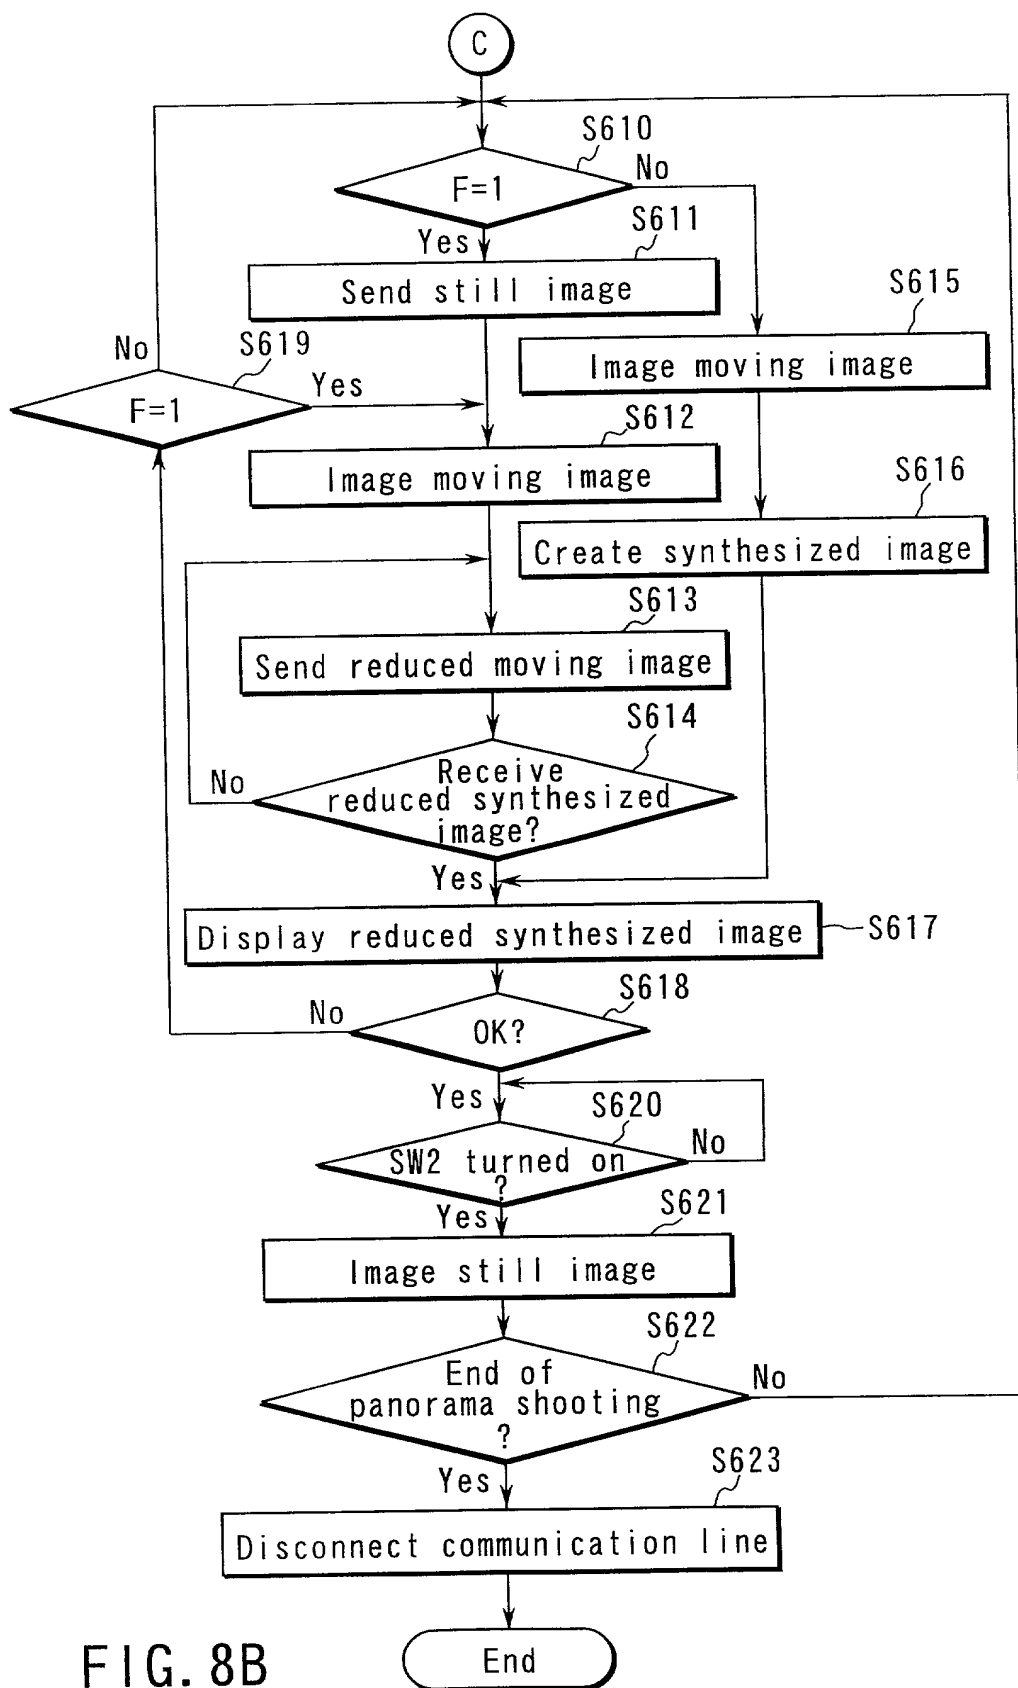 C
S610
F=1
No
Yes
S611
Send still image
S615
Image moving image
No
S619
F=1
Yes
S612
Image moving image
S616
Create synthesized image
S613
Send reduced moving image
S614
Receive
reduced synthesized
image?
No
Yes
Display reduced synthesized image
S617
S618
OK?
No
Yes
S620
SW2 turned on
?
No
Yes
S621
Image still image
S622
End of
panorama shooting
?
No
Yes
S623
Disconnect communication line
End
FIG. 8B